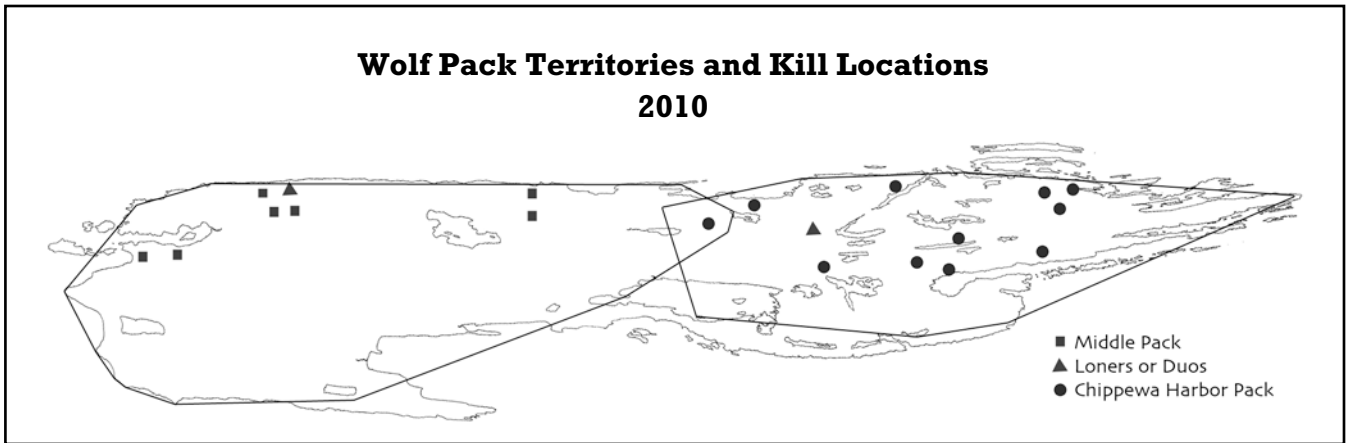 Wolf Pack Territories and Kill Locations
2010
Middle Pack
Loners or Duos
Chippewa Harbor Pack